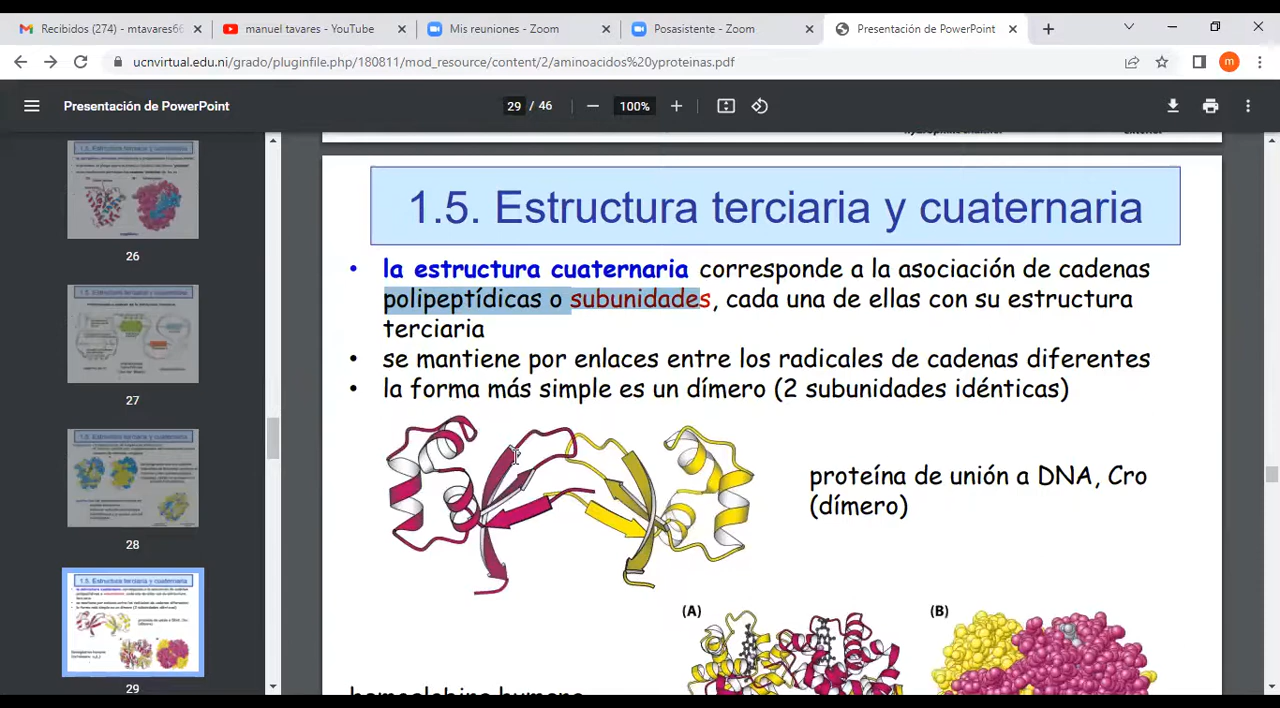 Recibidos (274) - mtavares66
manuel tavares - YouTube
Mis reuniones - Zoom
Posasistente - Zoom
Presentación de PowerPoint
ucnvirtual.edu.ni/grado/pluginfile.php/180811/mod_resource/content/2/aminoacidos%20yproteinas.pdf
m
Presentación de PowerPoint
29 / 46
100%
26
27
28
29
1.5. Estructura terciaria y cuaternaria
• la estructura cuaternaria corresponde a la asociación de cadenas
polipeptídicas o subunidades, cada una de ellas con su estructura
terciaria
• se mantiene por enlaces entre los radicales de cadenas diferentes
• la forma más simple es un dímero (2 subunidades idénticas)
proteína de unión a DNA, Cro
(dímero)
(A)
(B)